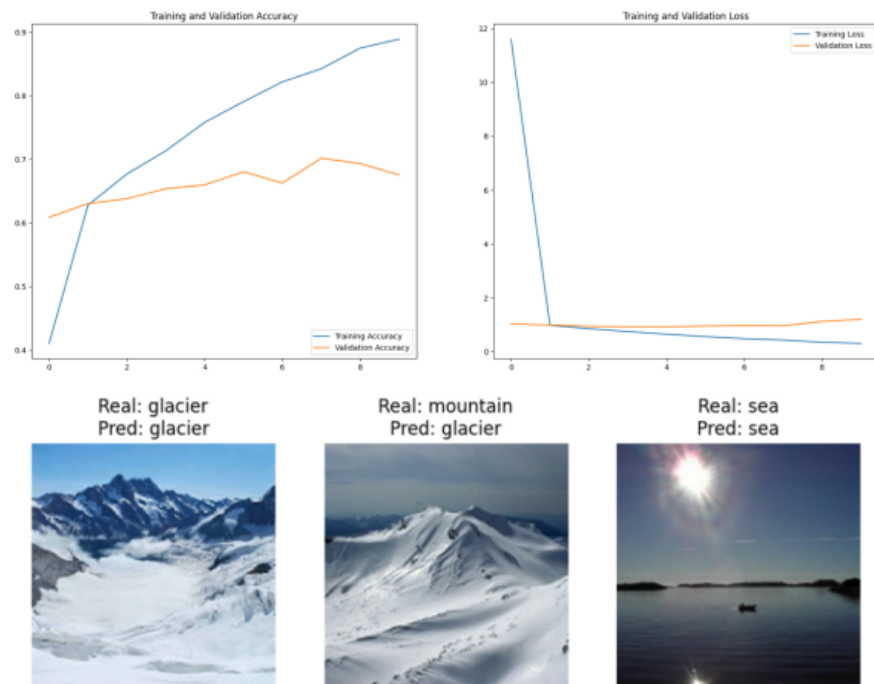 Training and Validation Accuracy
0.9
0.8
0.7
0.6
0.5
0.4
0 2 4 6 8
Training Accuracy
Validation Accuracy
Training and Validation Loss
12
10
8
6
4
2
0
0 2 4 6 8
Training Loss
Validation Loss
Real: glacier
Pred: glacier
Real: mountain
Pred: glacier
Real: sea
Pred: sea